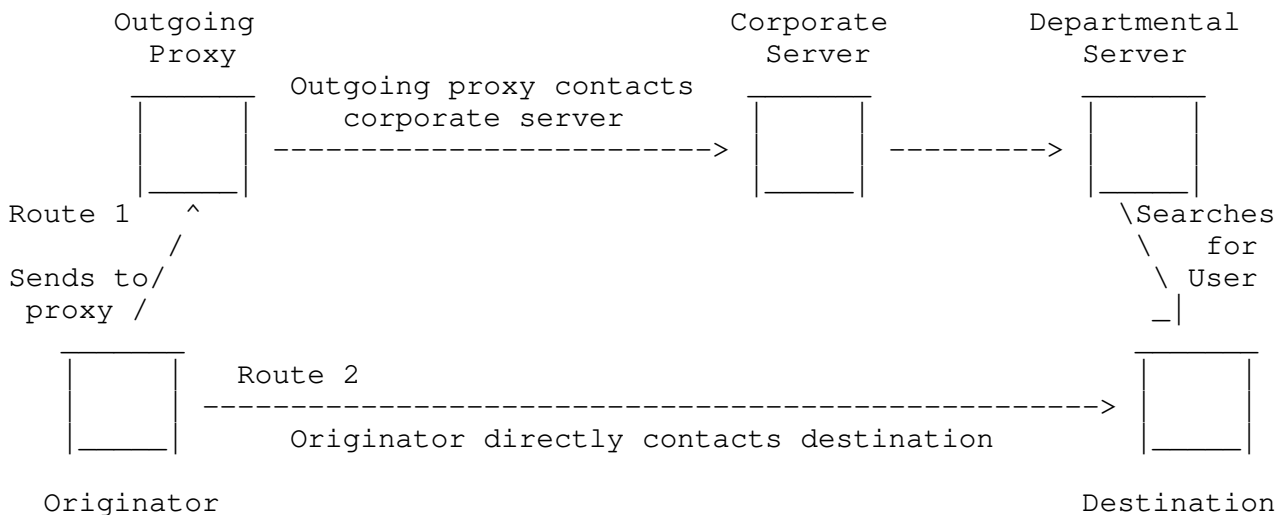 Outgoing Corporate Departmental
Proxy Server Server
Outgoing proxy contacts
corporate server
Route 1 Searches
for
Sends to User
proxy
Route 2
Originator directly contacts destination
Originator Destination